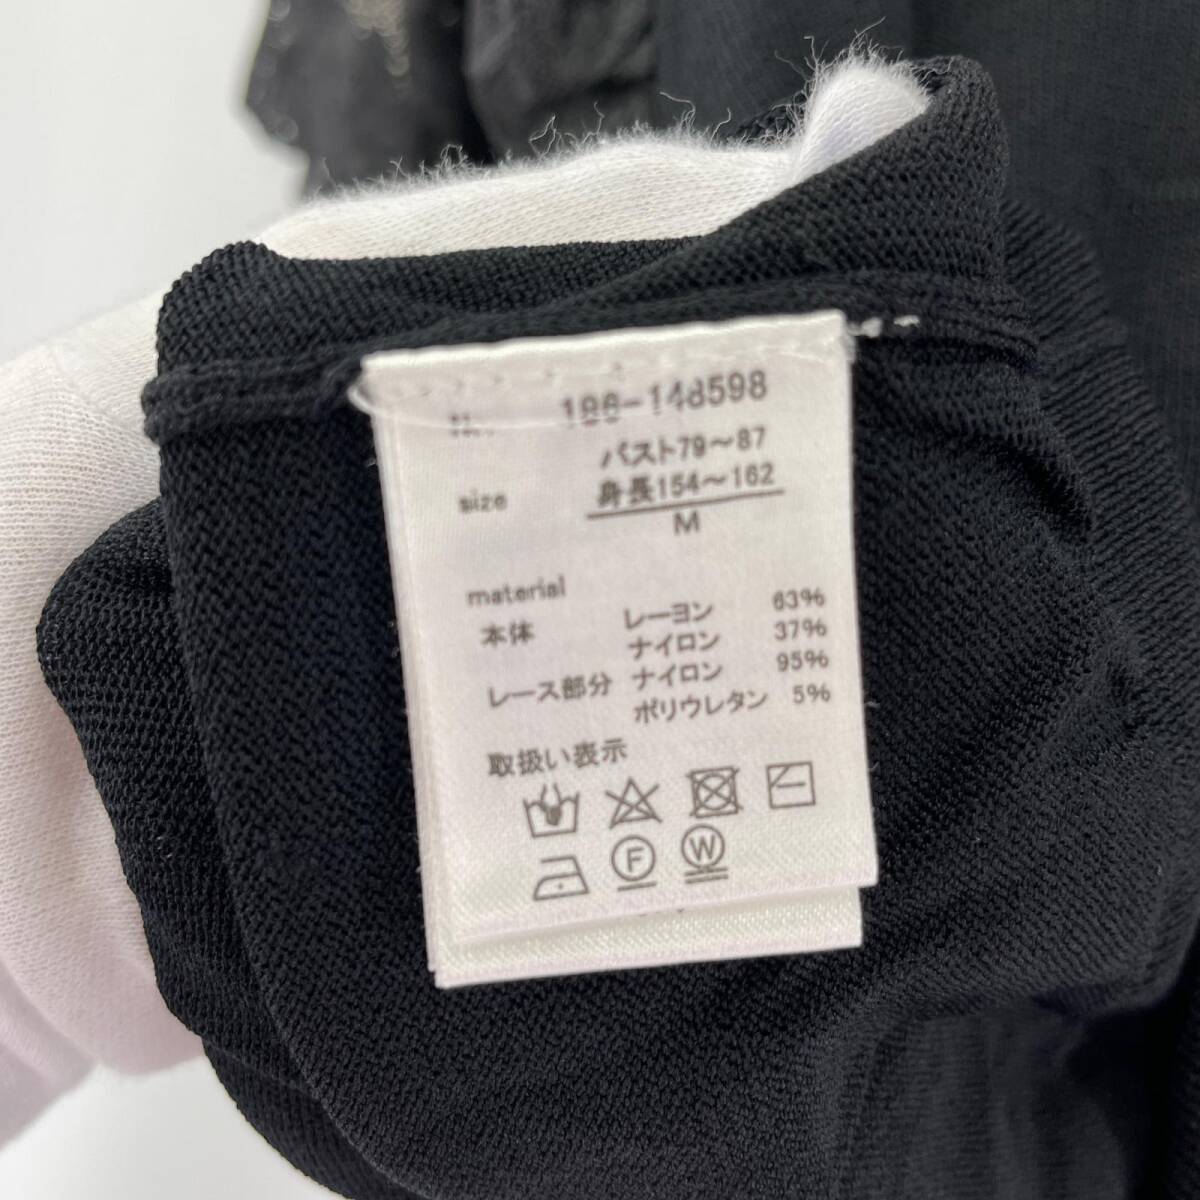 186-148598
バスト79～87
size 身長154～162
M
material
本体 レーヨン 63%
ナイロン 37%
レース部分 ナイロン 95%
ポリウレタン 5%
取扱い表示
F W